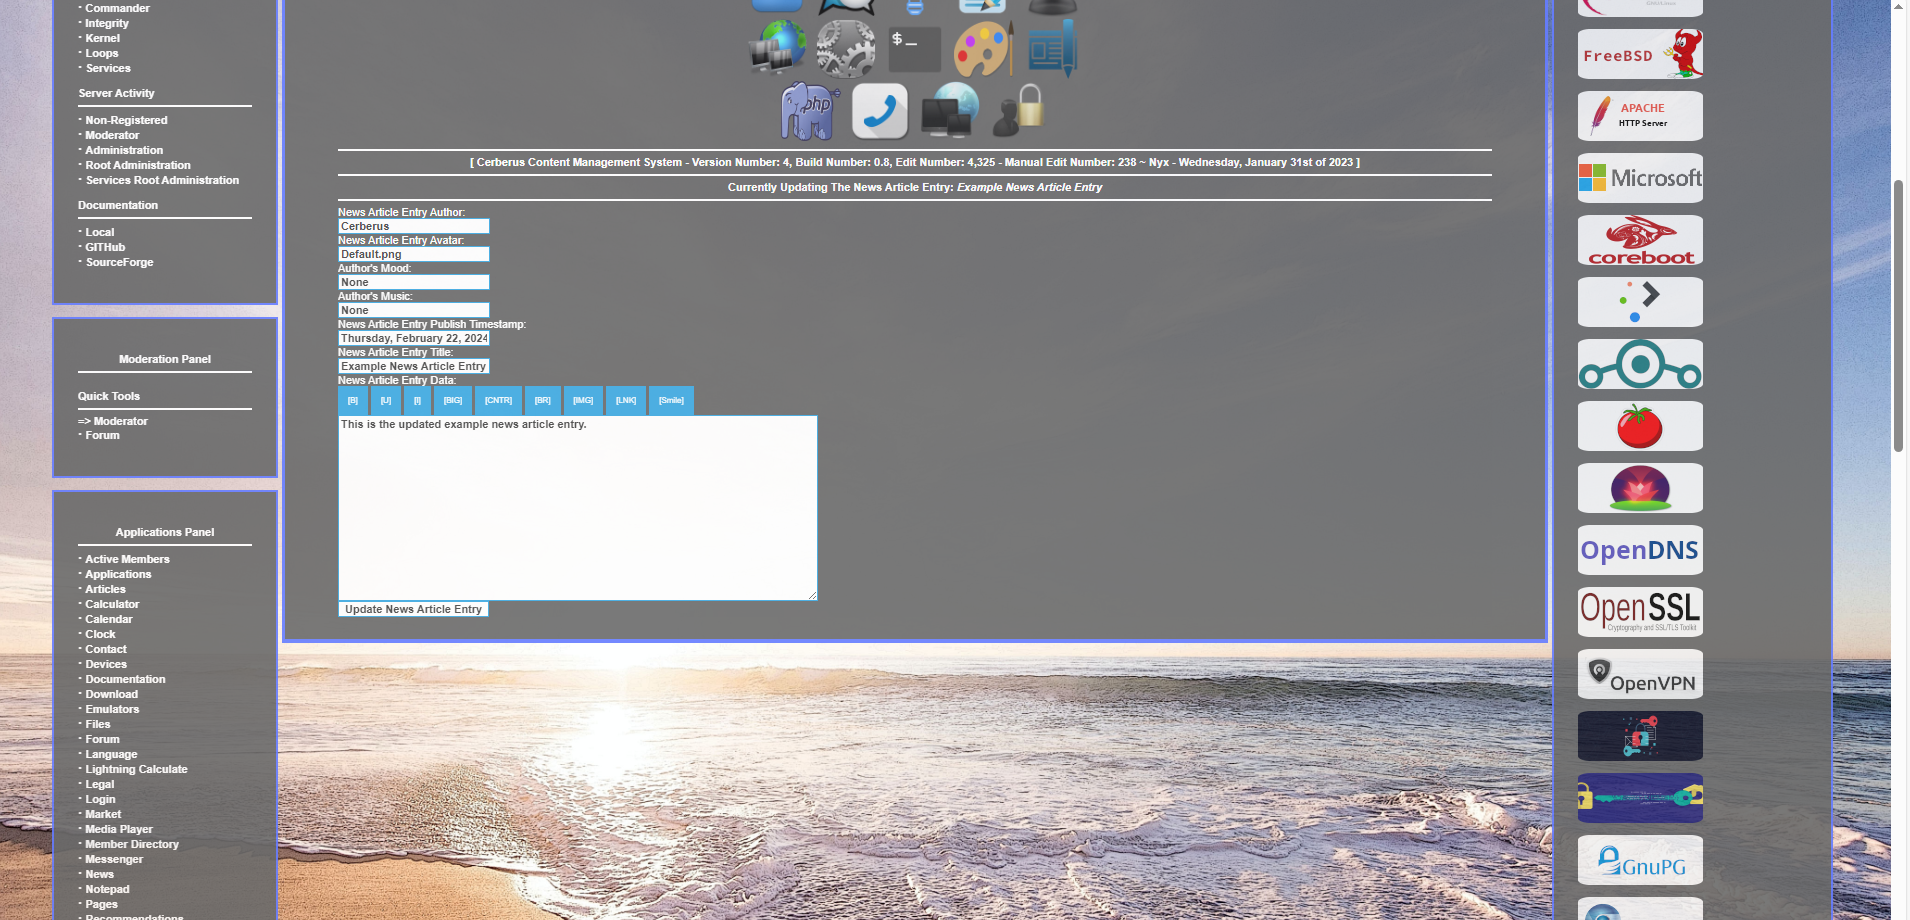 · Commander
· Integrity
· Kernel
· Loops
· Services
Server Activity
· Non-Registered
· Moderator
· Administration
· Root Administration
· Services Root Administration
Documentation
· Local
· GITHub
· SourceForge
Moderation Panel
Quick Tools
=> Moderator
· Forum
Applications Panel
· Active Members
· Applications
· Articles
· Calculator
· Calendar
· Clock
· Contact
· Devices
· Documentation
· Download
· Emulators
· Files
· Forum
· Language
· Lightning Calculate
· Legal
· Login
· Market
· Media Player
· Member Directory
· Messenger
· News
· Notepad
· Pages
· Recommendations
$_
php
[ Cerberus Content Management System - Version Number: 4, Build Number: 0.8, Edit Number: 4,325 - Manual Edit Number: 238 ~ Nyx - Wednesday, January 31st of 2023 ]
Currently Updating The News Article Entry: Example News Article Entry
News Article Entry Author:
Cerberus
News Article Entry Avatar:
Default.png
Author's Mood:
None
Author's Music:
None
News Article Entry Publish Timestamp:
Thursday, February 22, 2024
News Article Entry Title:
Example News Article Entry
News Article Entry Data:
[B] [U] [I] [BIG] [CNTR] [BR] [IMG] [LNK] [Smile]
This is the updated example news article entry.
Update News Article Entry
FreeBSD
APACHE
HTTP Server
Microsoft
coreboot
OpenDNS
OpenSSL
Cryptography and SSL/TLS Toolkit
OpenVPN
GnuPG